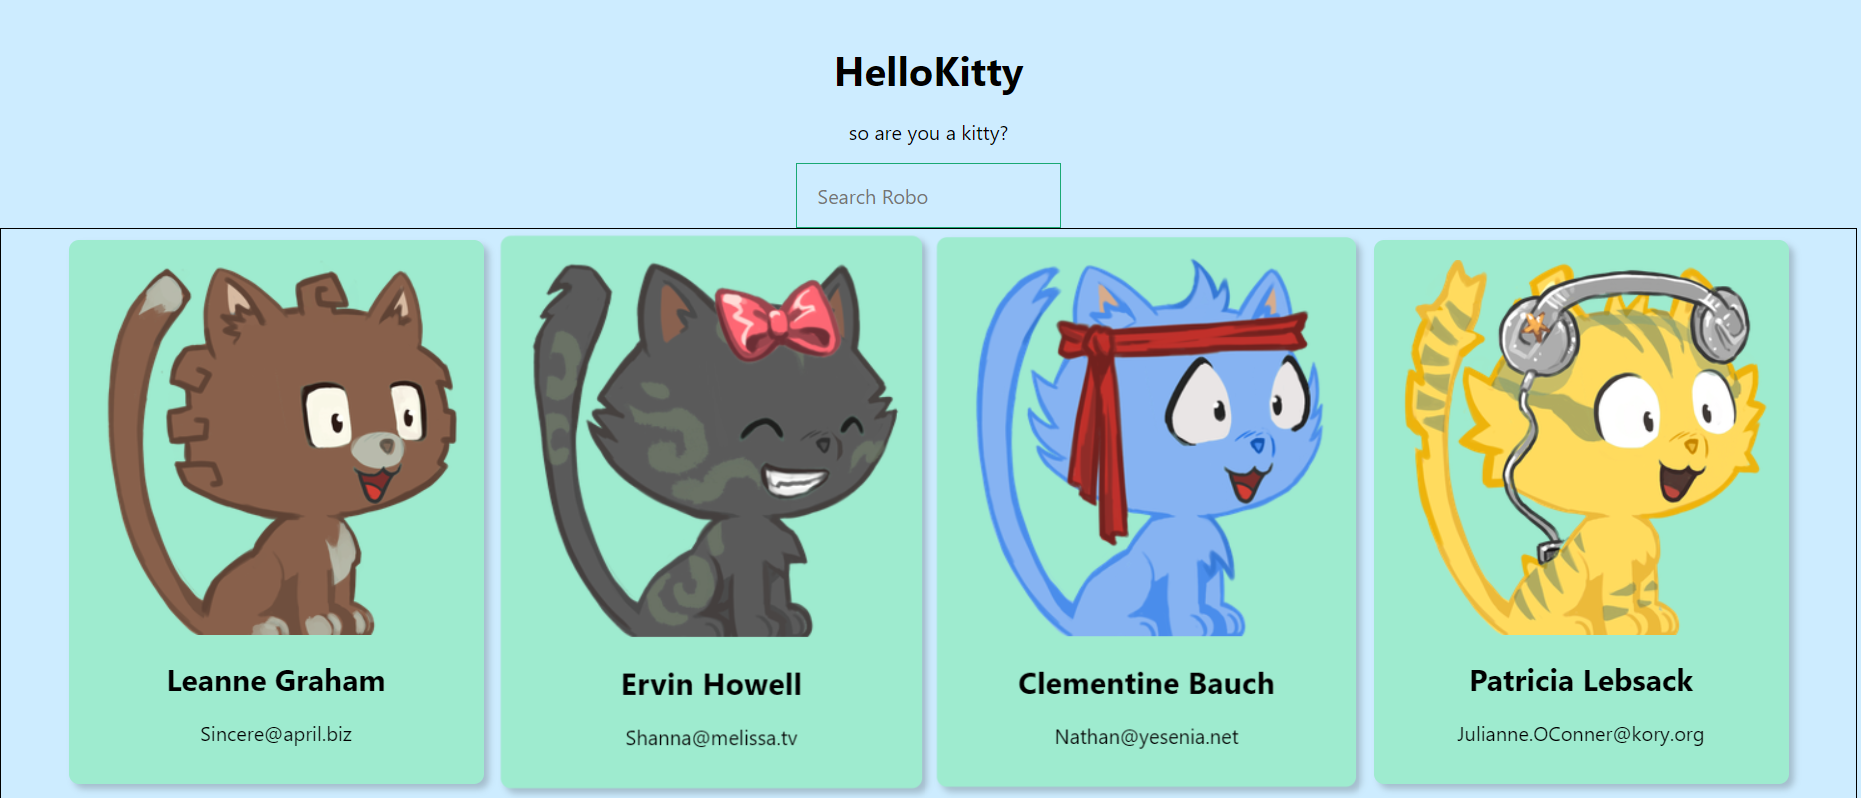 HelloKitty
so are you a kitty?
Search Robo
Leanne Graham
Sincere@april.biz
Ervin Howell
Shanna@melissa.tv
Clementine Bauch
Nathan@yesenia.net
Patricia Lebsack
Julianne.OConner@kory.org